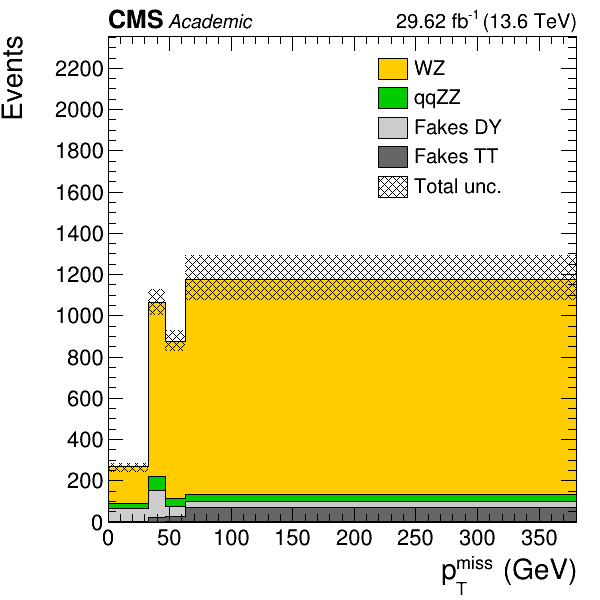 CMS Academic 29.62 fb⁻¹ (13.6 TeV)
Events
2200
2000
1800
1600
1400
1200
1000
800
600
400
200
0
WZ
qqZZ
Fakes DY
Fakes TT
Total unc.
0 50 100 150 200 250 300 350
p_T^miss (GeV)